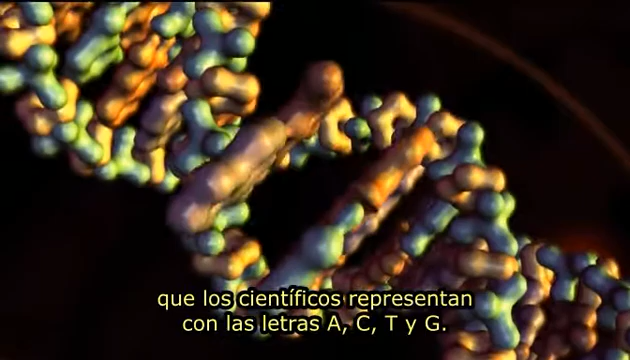 que los científicos representan
con las letras A, C, T y G.